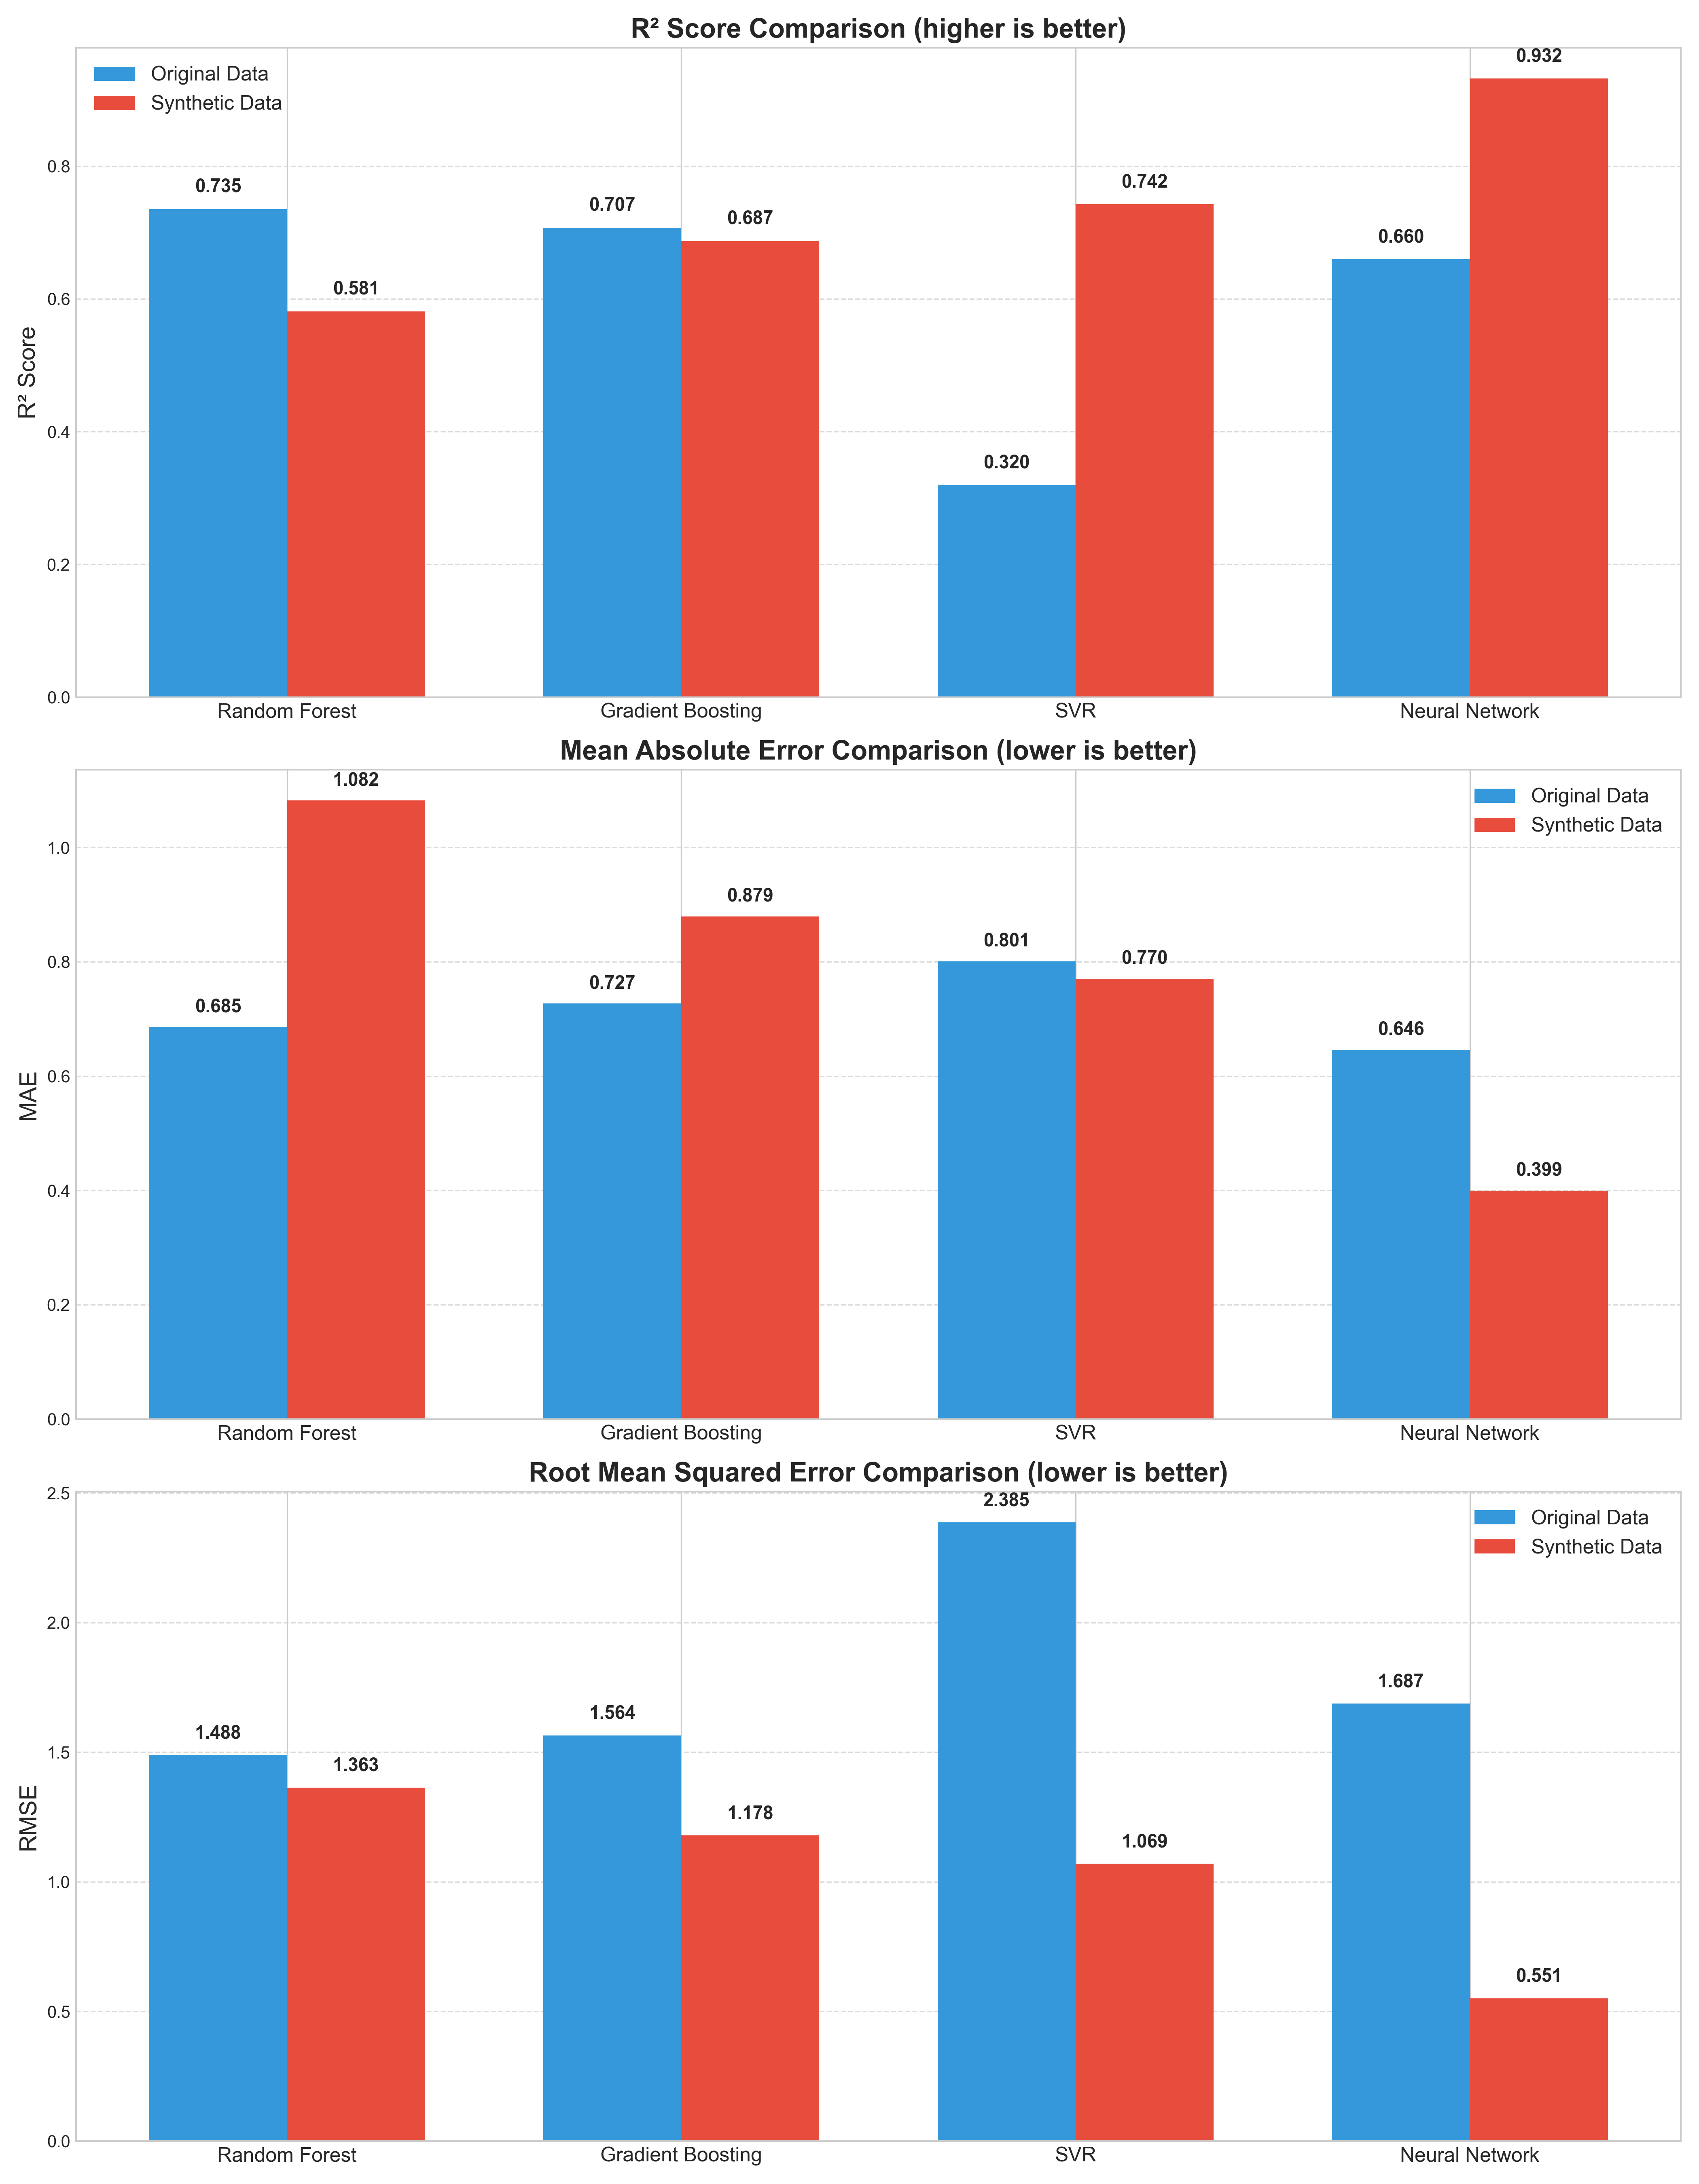 R² Score Comparison (higher is better)
Original Data
Synthetic Data
0.932
0.8
0.735
0.707
0.687
0.742
0.660
0.6
0.581
R² Score
0.4
0.320
0.2
0.0
Random Forest
Gradient Boosting
SVR
Neural Network
Mean Absolute Error Comparison (lower is better)
1.082
Original Data
Synthetic Data
1.0
0.879
0.801
0.8
0.770
0.727
0.685
0.646
0.6
MAE
0.4
0.399
0.2
0.0
Random Forest
Gradient Boosting
SVR
Neural Network
Root Mean Squared Error Comparison (lower is better)
2.5
2.385
Original Data
Synthetic Data
2.0
1.687
1.564
1.488
1.5
1.363
RMSE
1.178
1.069
1.0
0.551
0.5
0.0
Random Forest
Gradient Boosting
SVR
Neural Network